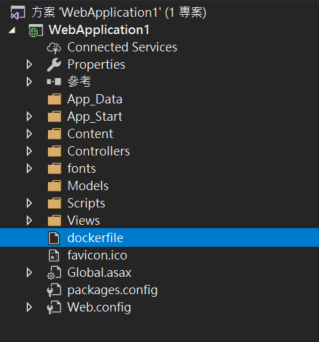 方案 'WebApplication1' (1 專案)
WebApplication1
Connected Services
Properties
參考
App_Data
App_Start
Content
Controllers
fonts
Models
Scripts
Views
dockerfile
favicon.ico
Global.asax
packages.config
Web.config